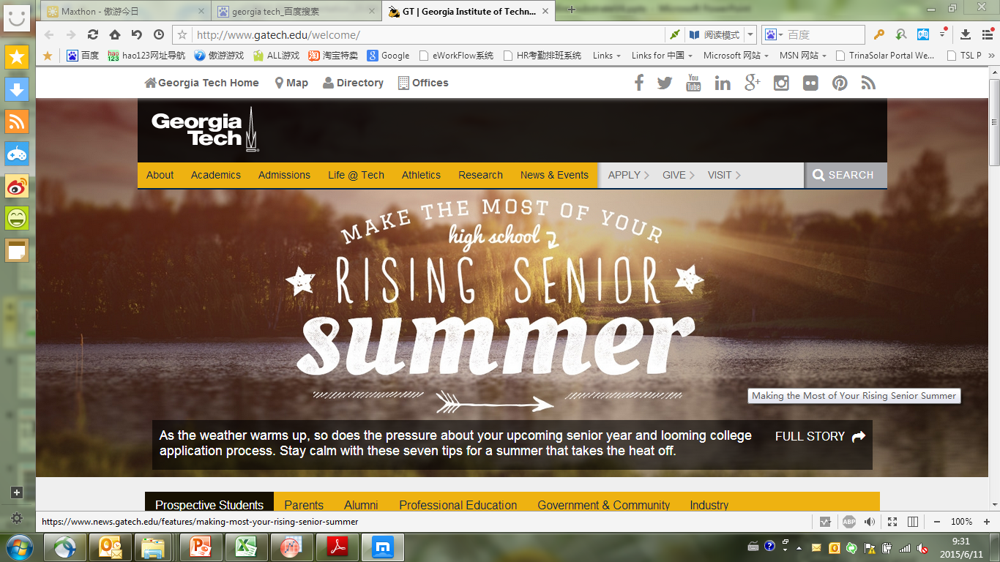 Maxthon - 傲游今日
georgia tech_百度搜索
GT | Georgia Institute of Techn...
Microsoft PowerPoint
http://www.gatech.edu/welcome/
阅读模式
百度
百度
hao123网址导航
傲游游戏
ALL游戏
淘宝特卖
Google
eWorkFlow系统
HR考勤排班系统
Links
Links for 中国
Microsoft 网站
MSN 网站
TrinaSolar Portal We...
TSL P
Georgia Tech Home
Map
Directory
Offices
Georgia
Tech
About
Academics
Admissions
Life @ Tech
Athletics
Research
News & Events
APPLY
GIVE
VISIT
SEARCH
MAKE THE MOST OF YOUR
high school
RISING SENIOR
summer
Making the Most of Your Rising Senior Summer
As the weather warms up, so does the pressure about your upcoming senior year and looming college
application process. Stay calm with these seven tips for a summer that takes the heat off.
FULL STORY
Prospective Students
Parents
Alumni
Professional Education
Government & Community
Industry
https://www.news.gatech.edu/features/making-most-your-rising-senior-summer
ABP
100%
9:31
2015/6/11